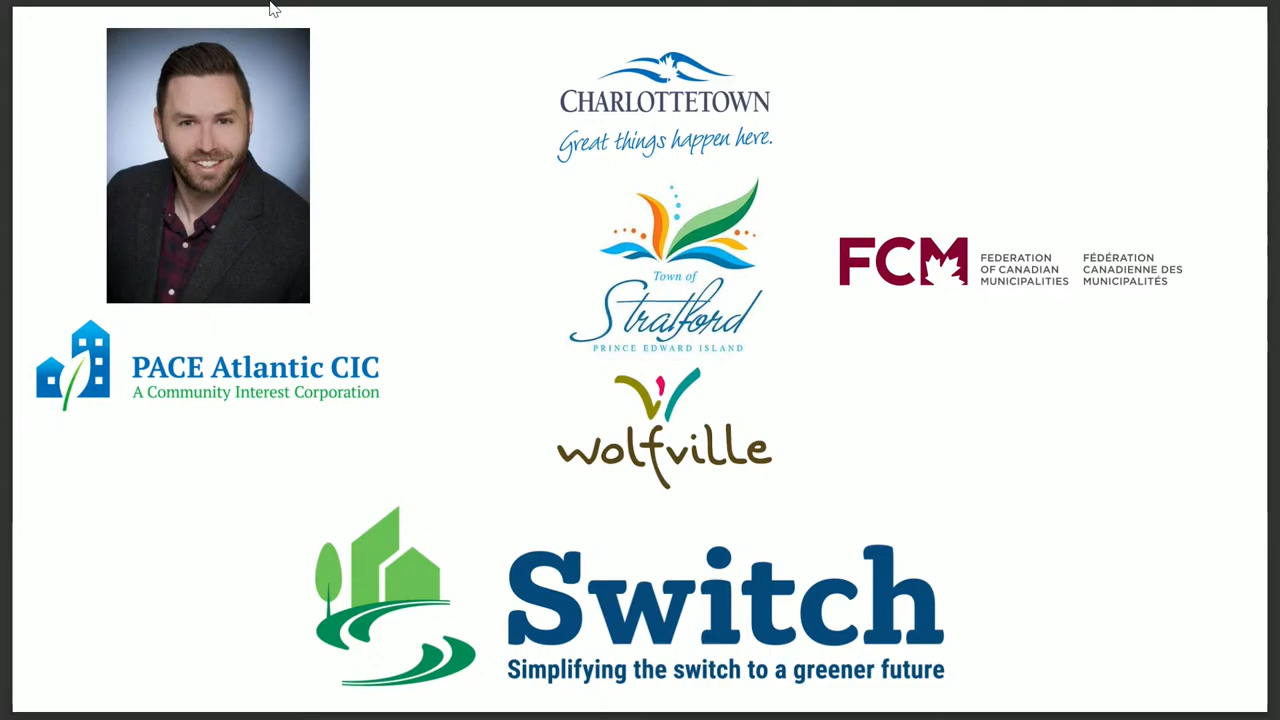 CHARLOTTETOWN
Great things happen here.
Town of
Stratford
PRINCE EDWARD ISLAND
FCM
FEDERATION
OF CANADIAN
MUNICIPALITIES
FÉDÉRATION
CANADIENNE DES
MUNICIPALITÉS
PACE Atlantic CIC
A Community Interest Corporation
wolfville
Switch
Simplifying the switch to a greener future